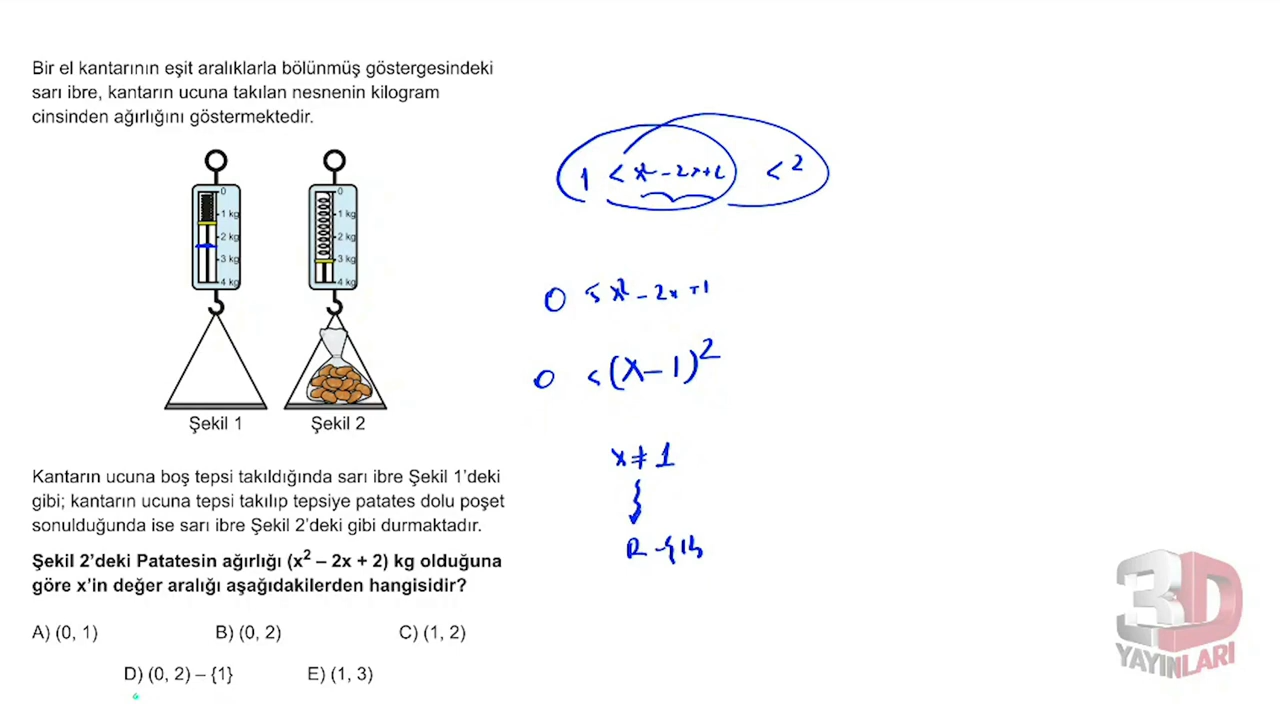 Bir el kantarının eşit aralıklarla bölünmüş göstergesindeki
sarı ibre, kantarın ucuna takılan nesnenin kilogram
cinsinden ağırlığını göstermektedir.
0
1 kg
2 kg
3 kg
4 kg
0
1 kg
2 kg
3 kg
4 kg
Şekil 1
Şekil 2
Kantarın ucuna boş tepsi takıldığında sarı ibre Şekil 1'deki
gibi; kantarın ucuna tepsi takılıp tepsiye patates dolu poşet
sonulduğunda ise sarı ibre Şekil 2'deki gibi durmaktadır.
Şekil 2'deki Patatesin ağırlığı (x² – 2x + 2) kg olduğuna
göre x'in değer aralığı aşağıdakilerden hangisidir?
A) (0, 1)
B) (0, 2)
C) (1, 2)
D) (0, 2) – {1}
E) (1, 3)
1 < x² – 2x+2 < 2
0 < x² – 2x +1
0 < (x – 1)²
x ≠ 1
R – {1}
3D
YAYINLARI